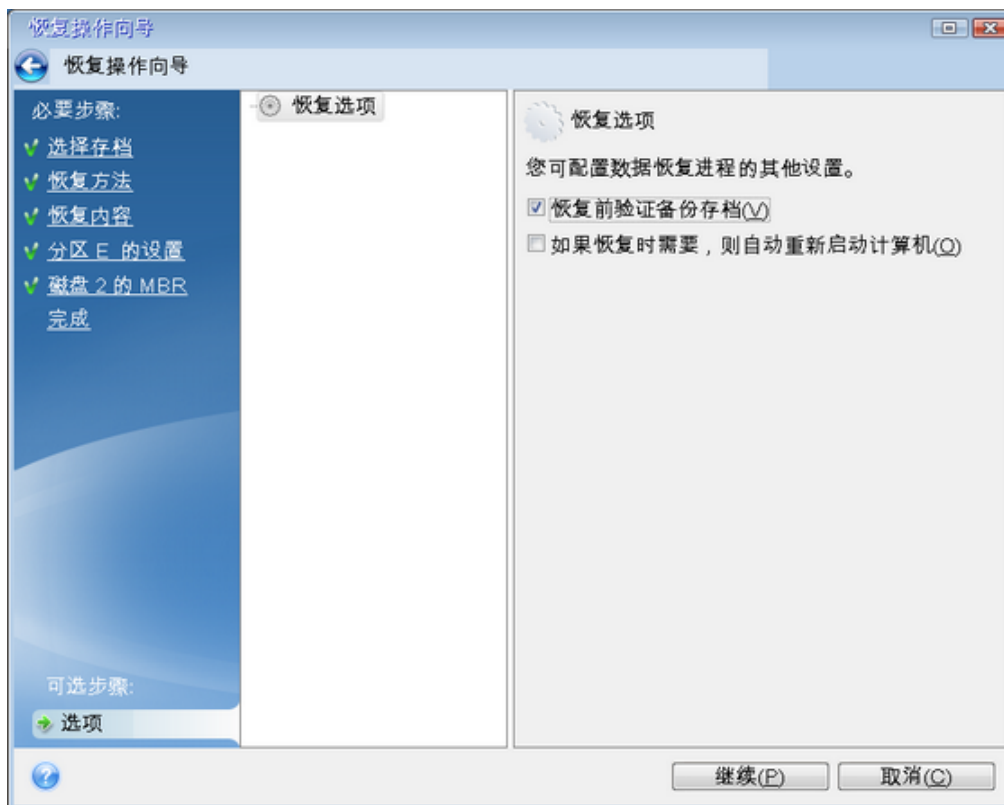 恢复操作向导
恢复操作向导
必要步骤:
选择存档
恢复方法
恢复内容
分区 E 的设置
磁盘 2 的 MBR
完成
可选步骤:
选项
恢复选项
恢复选项
您可配置数据恢复进程的其他设置。
恢复前验证备份存档(V)
如果恢复时需要，则自动重新启动计算机(O)
继续(P)
取消(C)